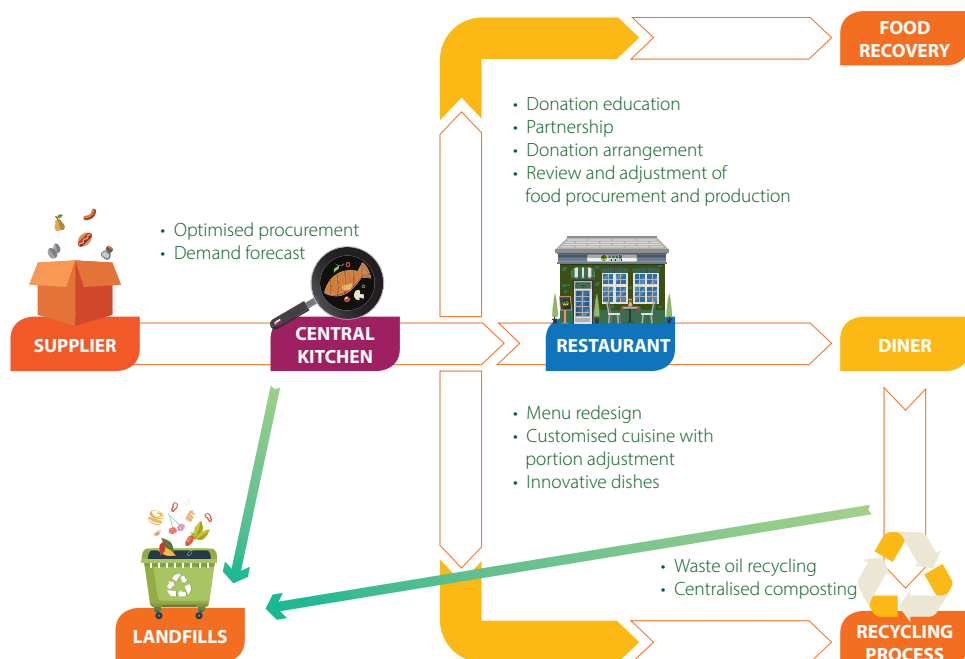 FOOD
RECOVERY
• Donation education
• Partnership
• Donation arrangement
• Review and adjustment of
food procurement and production
• Optimised procurement
• Demand forecast
SUPPLIER
CENTRAL
KITCHEN
RESTAURANT
DINER
• Menu redesign
• Customised cuisine with
portion adjustment
• Innovative dishes
• Waste oil recycling
• Centralised composting
LANDFILLS
RECYCLING
PROCESS